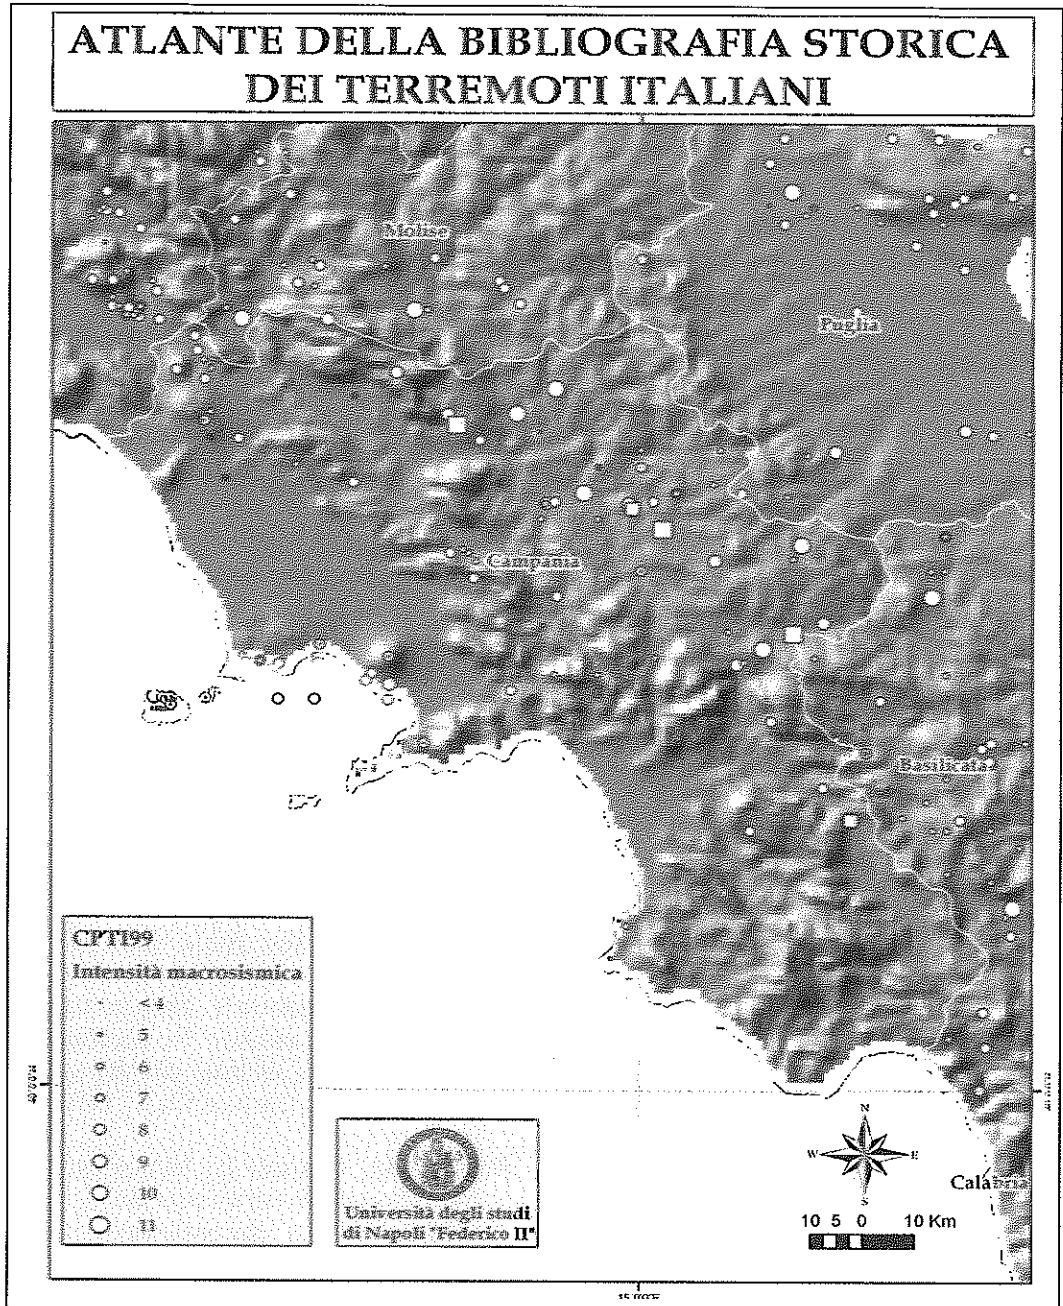 ATLANTE DELLA BIBLIOGRAFIA STORICA
DEI TERREMOTI ITALIANI
Molise
Puglia
Campania
Basilicata
CPTI99
Intensità macrosismica
5
6
7
8
9
10
11
Università degli studi
di Napoli "Federico II"
N
W E
S
Calabria
10 5 0 10 Km